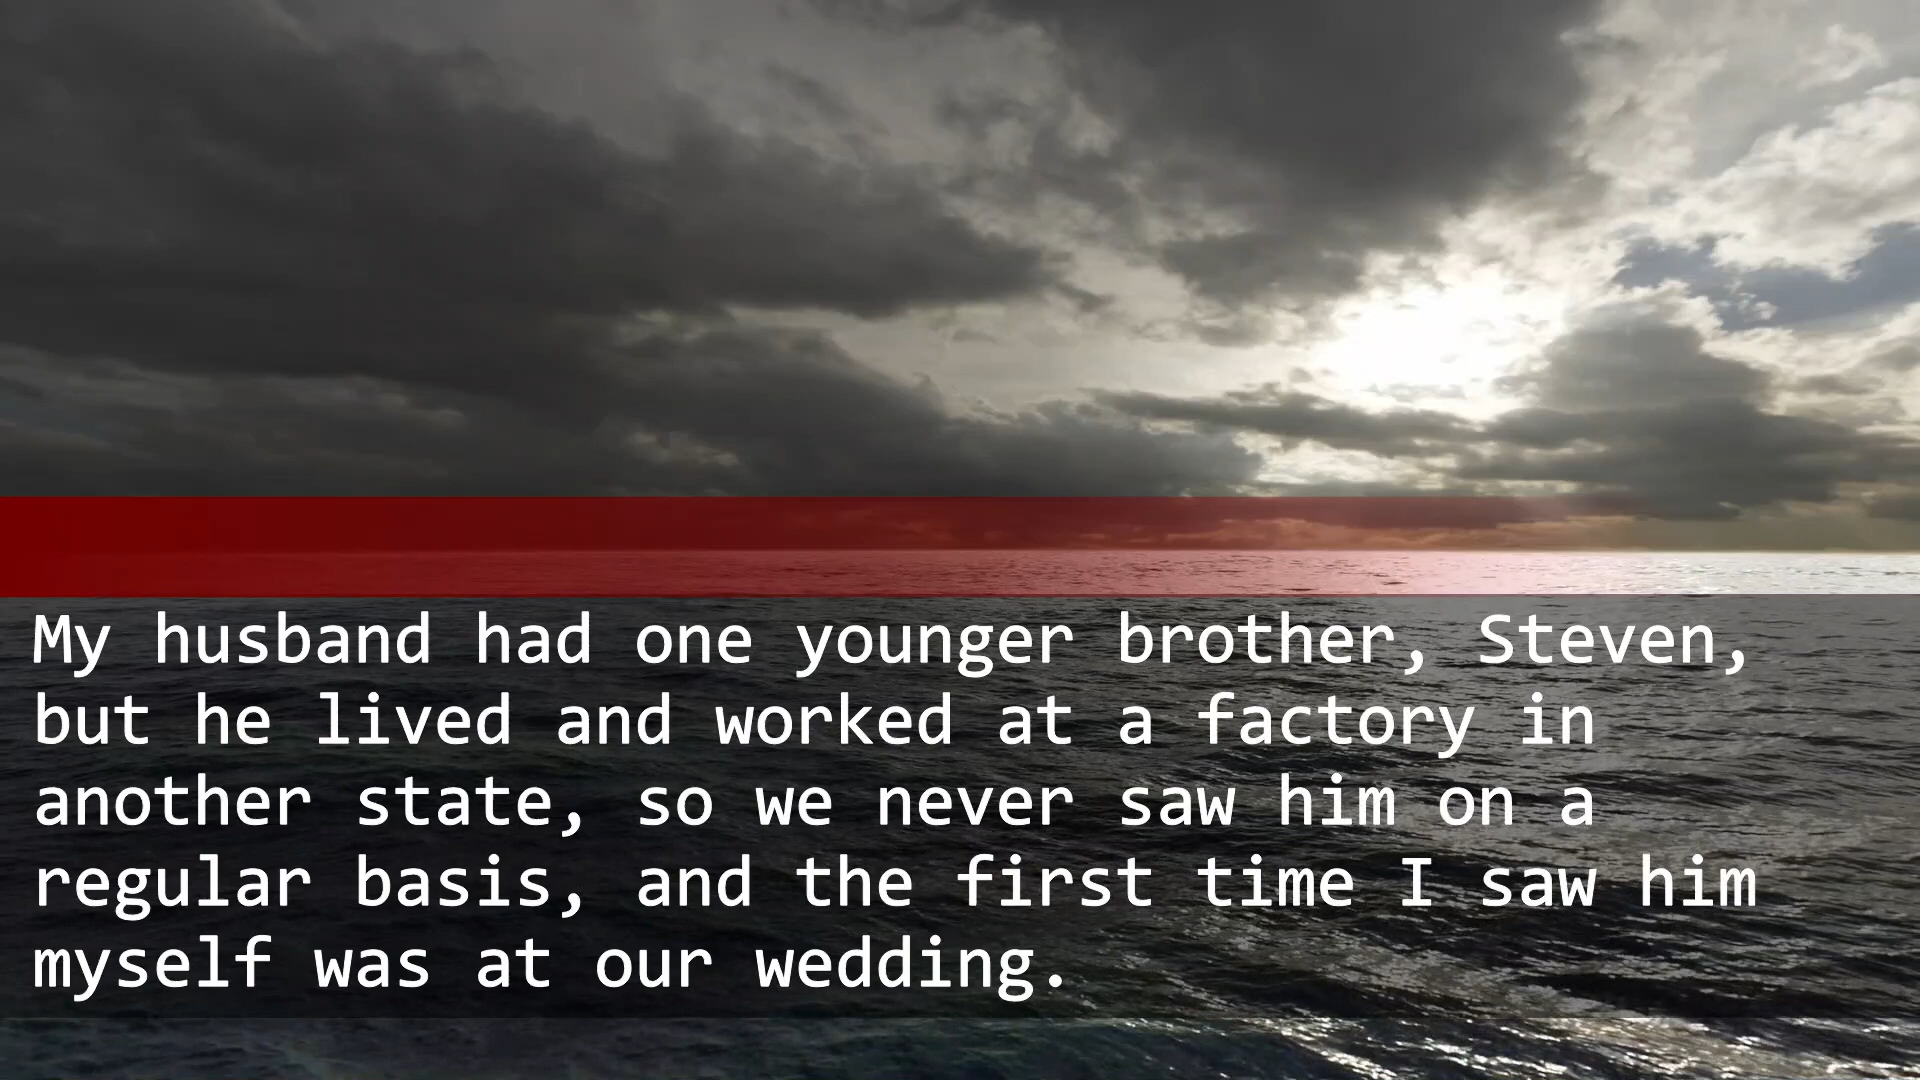 My husband had one younger brother, Steven,
but he lived and worked at a factory in
another state, so we never saw him on a
regular basis, and the first time I saw him
myself was at our wedding.